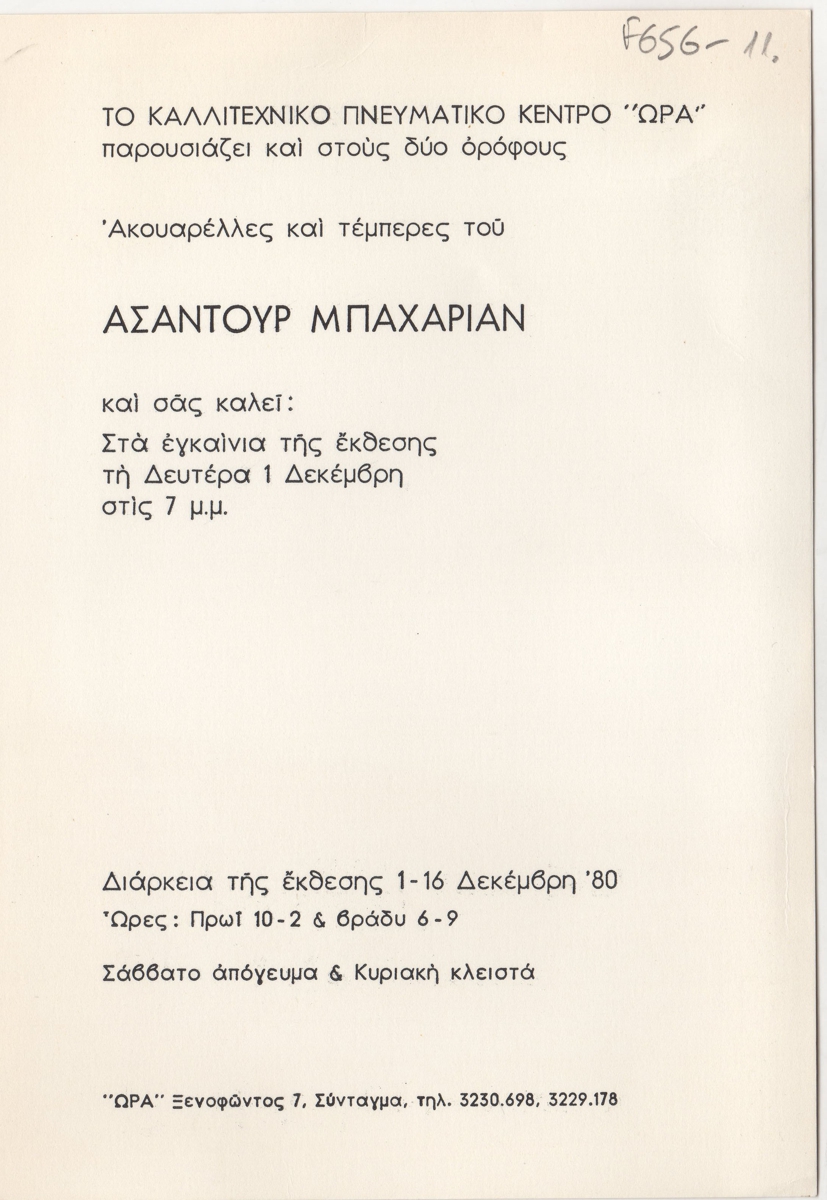 F656- 11.
ΤΟ ΚΑΛΛΙΤΕΧΝΙΚΟ ΠΝΕΥΜΑΤΙΚΟ ΚΕΝΤΡΟ "ΩΡΑ"
παρουσιάζει καὶ στοὺς δύο ὀρόφους
Ἀκουαρέλλες καὶ τέμπερες τοῦ
ΑΣΑΝΤΟΥΡ ΜΠΑΧΑΡΙΑΝ
καὶ σᾶς καλεῖ:
Στὰ ἐγκαὶνια τῆς ἔκθεσης
τὴ Δευτέρα 1 Δεκέμβρη
στὶς 7 μ.μ.
Διάρκεια τῆς ἔκθεσης 1-16 Δεκέμβρη '80
Ὧρες: Πρωῒ 10-2 & βράδυ 6-9
Σάββατο ἀπόγευμα & Κυριακὴ κλειστά
"ΩΡΑ" Ξενοφῶντος 7, Σύνταγμα, τηλ. 3230.698, 3229.178